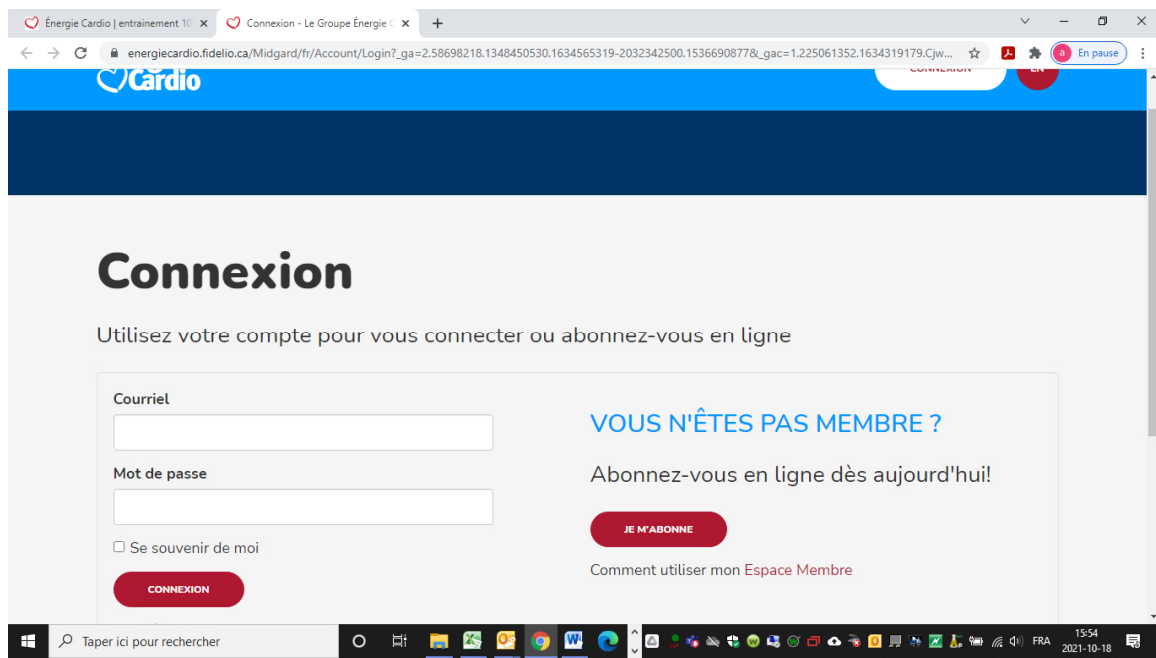 Énergie Cardio | entrainement 10
Connexion - Le Groupe Énergie C
energiecardio.fidelio.ca/Midgard/fr/Account/Login?_ga=2.58698218.1348450530.1634565319-2032342500.1536690877&_gac=1.225061352.1634319179.Cjw...
a En pause
Cardio
CONNEXION
EN
Connexion
Utilisez votre compte pour vous connecter ou abonnez-vous en ligne
Courriel
Mot de passe
Se souvenir de moi
CONNEXION
VOUS N'ÊTES PAS MEMBRE ?
Abonnez-vous en ligne dès aujourd'hui!
JE M'ABONNE
Comment utiliser mon Espace Membre
Taper ici pour rechercher
FRA
15:54
2021-10-18